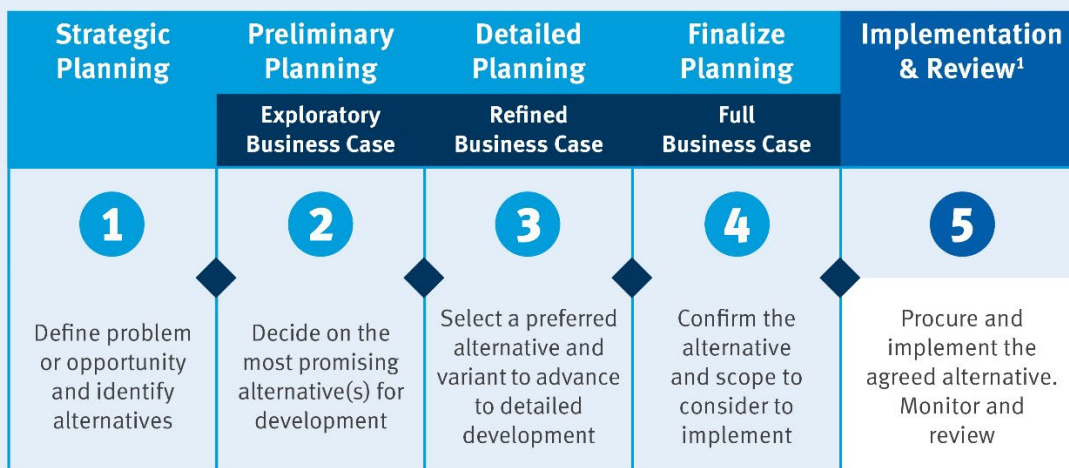 Strategic
Planning
Preliminary
Planning
Detailed
Planning
Finalize
Planning
Implementation
& Review¹
Exploratory
Business Case
Refined
Business Case
Full
Business Case
1
2
3
4
5
Define problem
or opportunity
and identify
alternatives
Decide on the
most promising
alternative(s) for
development
Select a preferred
alternative and
variant to advance
to detailed
development
Confirm the
alternative
and scope to
consider to
implement
Procure and
implement the
agreed alternative.
Monitor and
review